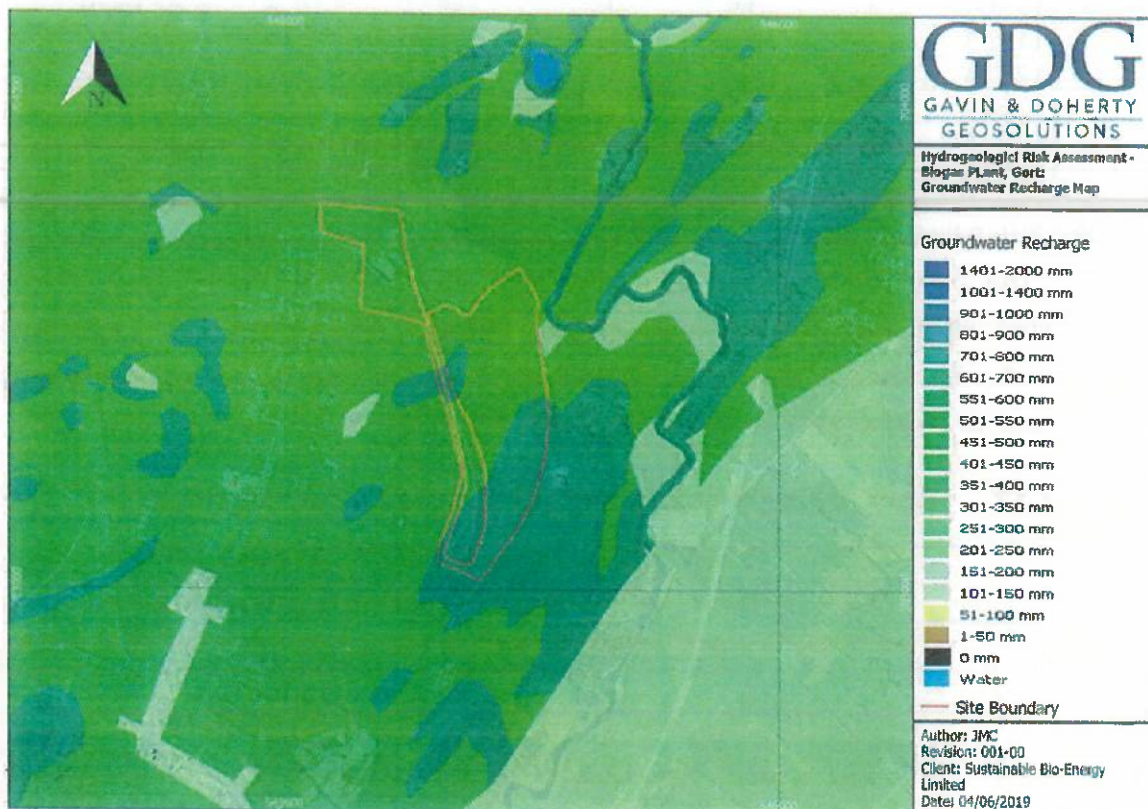 N
GDG
GAVIN & DOHERTY
GEOSOLUTIONS
Hydrogeologicl Risk Assessment -
Biogas Plant, Gort:
Groundwater Recharge Map
Groundwater Recharge
1401-2000 mm
1001-1400 mm
901-1000 mm
801-900 mm
701-800 mm
601-700 mm
551-600 mm
501-550 mm
451-500 mm
401-450 mm
351-400 mm
301-350 mm
251-300 mm
201-250 mm
151-200 mm
101-150 mm
51-100 mm
1-50 mm
0 mm
Water
Site Boundary
Author: JMC
Revision: 001-00
Client: Sustainable Bio-Energy
Limited
Date: 04/06/2019